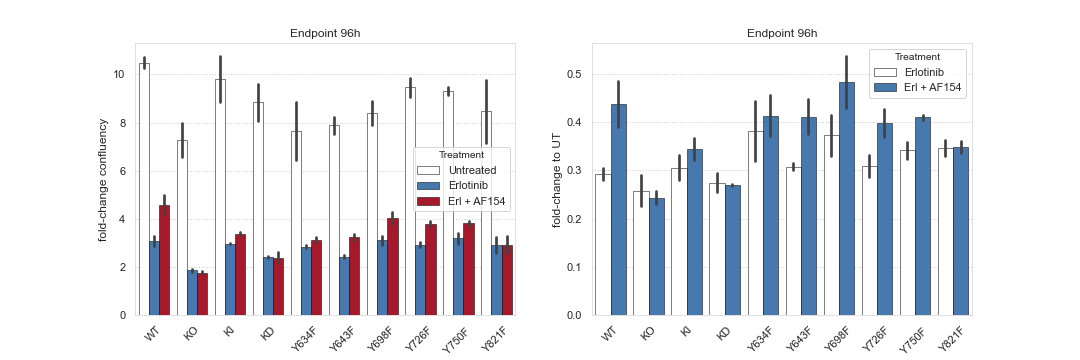 Endpoint 96h
fold-change confluency
10
8
6
4
2
0
Treatment
Untreated
Erlotinib
Erl + AF154
WT
KO
KI
KD
Y634F
Y643F
Y698F
Y726F
Y750F
Y821F
Endpoint 96h
fold-change to UT
0.5
0.4
0.3
0.2
0.1
0.0
Treatment
Erlotinib
Erl + AF154
WT
KO
KI
KD
Y634F
Y643F
Y698F
Y726F
Y750F
Y821F